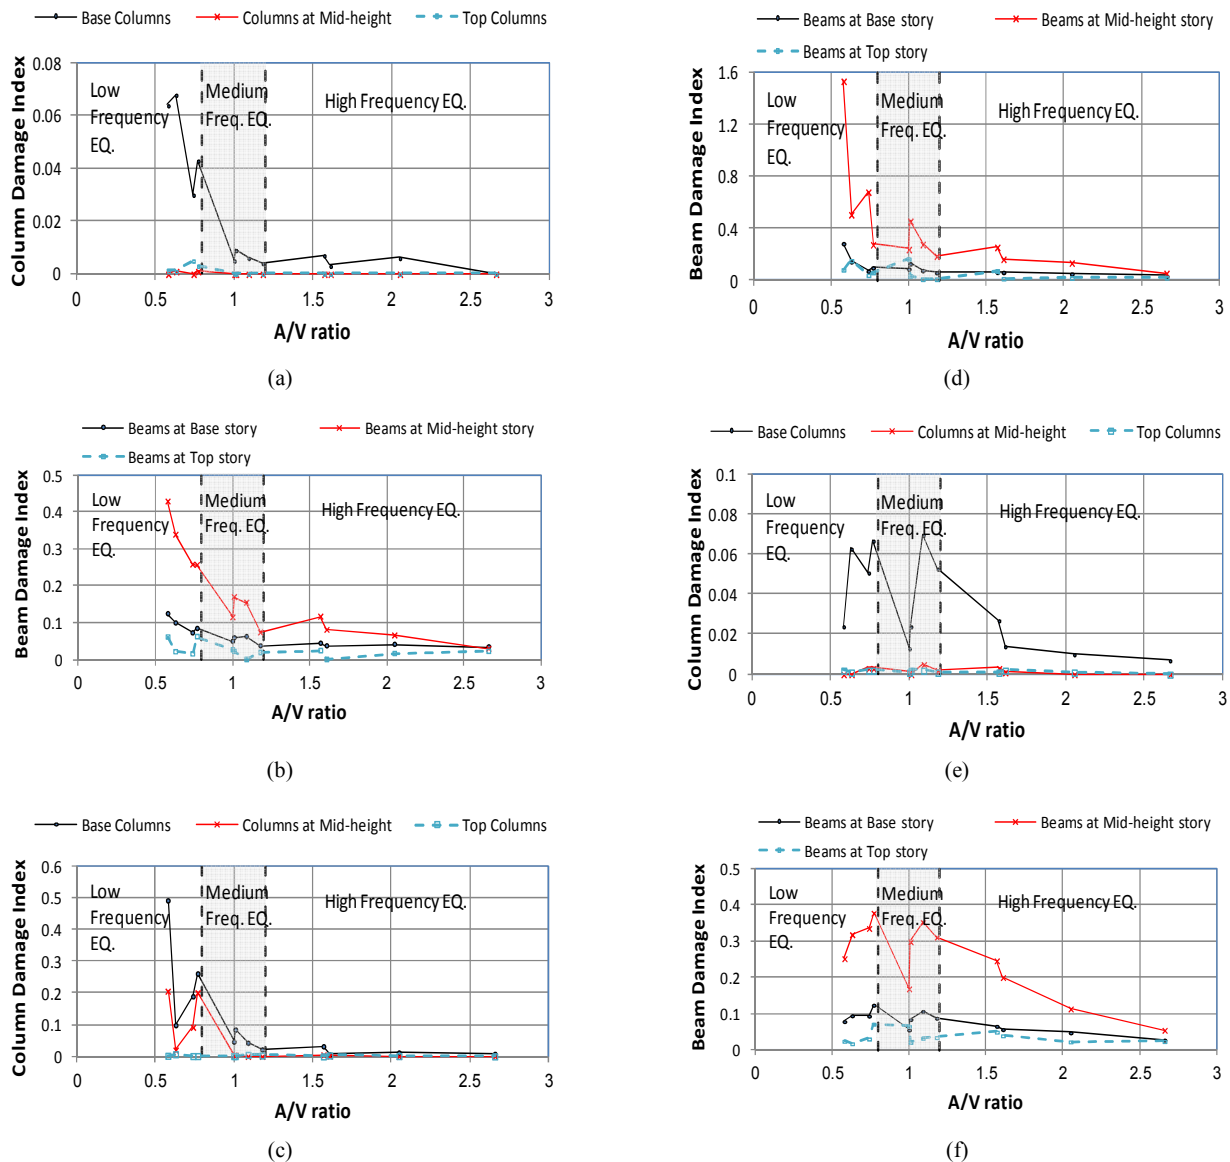 Base Columns
Columns at Mid-height
Top Columns
Column Damage Index
0.08
0.06
0.04
0.02
0
Low
Frequency
EQ.
Medium
Freq. EQ.
High Frequency EQ.
0
0.5
1
1.5
2
2.5
3
A/V ratio
(a)
Beams at Base story
Beams at Mid-height story
Beams at Top story
Beam Damage Index
1.6
1.2
0.8
0.4
0
Low
Frequency
EQ.
Medium
Freq. EQ.
High Frequency EQ.
0
0.5
1
1.5
2
2.5
3
A/V ratio
(d)
Beams at Base story
Beams at Mid-height story
Beams at Top story
Beam Damage Index
0.5
0.4
0.3
0.2
0.1
0
Low
Frequency
EQ.
Medium
Freq. EQ.
High Frequency EQ.
0
0.5
1
1.5
2
2.5
3
A/V ratio
(b)
Base Columns
Columns at Mid-height
Top Columns
Column Damage Index
0.1
0.08
0.06
0.04
0.02
0
Low
Frequency
EQ.
Medium
Freq. EQ.
High Frequency EQ.
0
0.5
1
1.5
2
2.5
3
A/V ratio
(e)
Base Columns
Columns at Mid-height
Top Columns
Column Damage Index
0.6
0.5
0.4
0.3
0.2
0.1
0
Low
Frequency
EQ.
Medium
Freq. EQ.
High Frequency EQ.
0
0.5
1
1.5
2
2.5
3
A/V ratio
(c)
Beams at Base story
Beams at Mid-height story
Beams at Top story
Beam Damage Index
0.5
0.4
0.3
0.2
0.1
0
Low
Frequency
EQ.
Medium
Freq. EQ.
High Frequency EQ.
0
0.5
1
1.5
2
2.5
3
A/V ratio
(f)